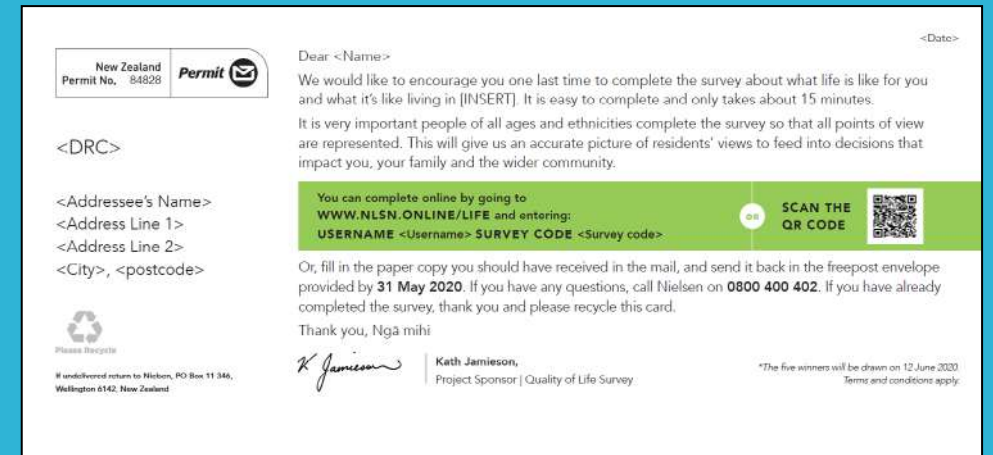 <Date>
New Zealand
Permit No. 84828
Permit
<DRC>
<Addressee's Name>
<Address Line 1>
<Address Line 2>
<City>, <postcode>
Please Recycle
If undelivered return to Nielsen, PO Box 11 346,
Wellington 6142, New Zealand
Dear <Name>
We would like to encourage you one last time to complete the survey about what life is like for you
and what it's like living in [INSERT]. It is easy to complete and only takes about 15 minutes.
It is very important people of all ages and ethnicities complete the survey so that all points of view
are represented. This will give us an accurate picture of residents' views to feed into decisions that
impact you, your family and the wider community.
You can complete online by going to
WWW.NLSN.ONLINE/LIFE and entering:
USERNAME <Username> SURVEY CODE <Survey code>
OR
SCAN THE
QR CODE
Or, fill in the paper copy you should have received in the mail, and send it back in the freepost envelope
provided by 31 May 2020. If you have any questions, call Nielsen on 0800 400 402. If you have already
completed the survey, thank you and please recycle this card.
Thank you, Ngā mihi
K Jamieson
Kath Jamieson,
Project Sponsor | Quality of Life Survey
*The five winners will be drawn on 12 June 2020.
Terms and conditions apply.